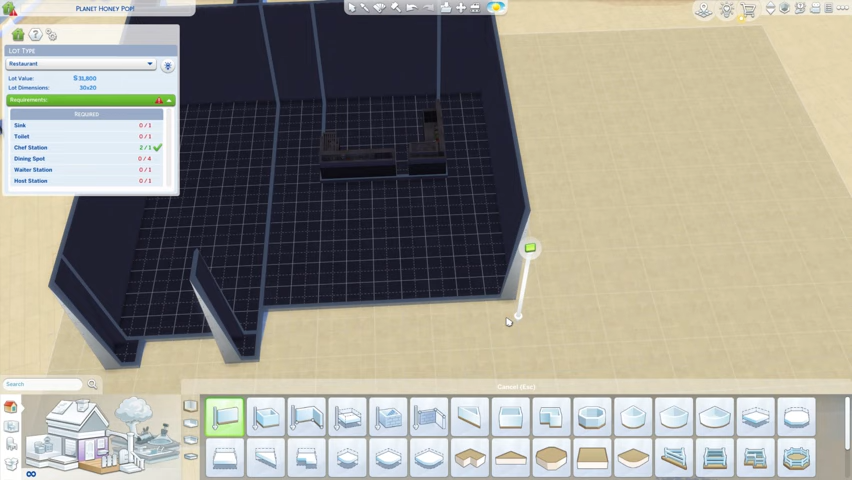 PLANET HONEY POP!
LOT TYPE
Restaurant
Lot Value: §31,800
Lot Dimensions: 30x20
Requirements:
REQUIRED
Sink 0 / 1
Toilet 0 / 1
Chef Station 2 / 1
Dining Spot 0 / 4
Waiter Station 0 / 1
Host Station 0 / 1
Cancel (Esc)
Search